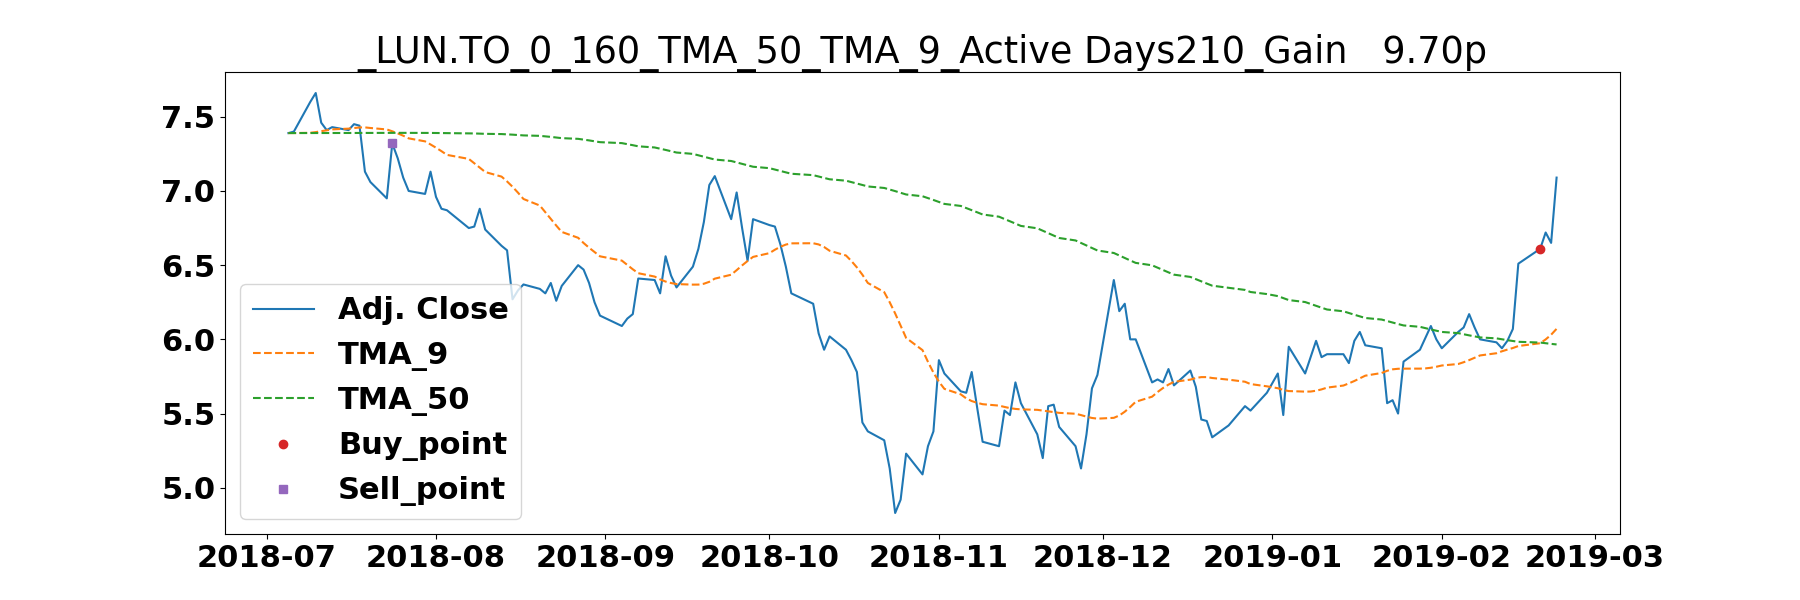 _LUN.TO_0_160_TMA_50_TMA_9_Active Days210_Gain   9.70p
7.5
7.0
6.5
6.0
5.5
5.0
Adj. Close
TMA_9
TMA_50
Buy_point
Sell_point
2018-07 2018-08 2018-09 2018-10 2018-11 2018-12 2019-01 2019-02 2019-03